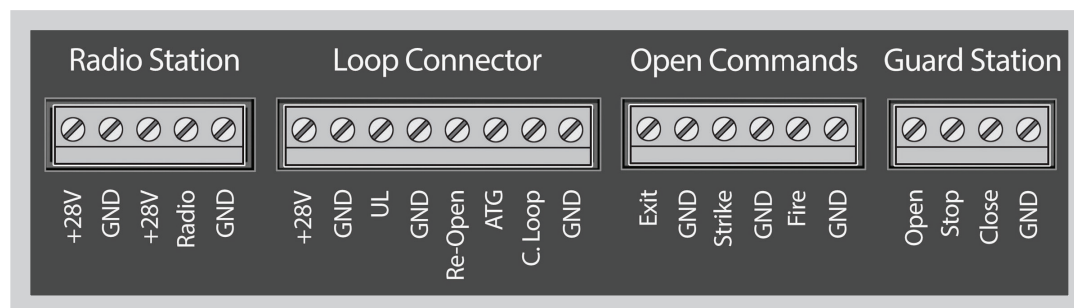 Radio Station
Loop Connector
Open Commands
Guard Station
+28V
GND
+28V
Radio
GND
+28V
GND
UL
GND
Re-Open
ATG
C. Loop
GND
Exit
GND
Strike
GND
Fire
GND
Open
Stop
Close
GND